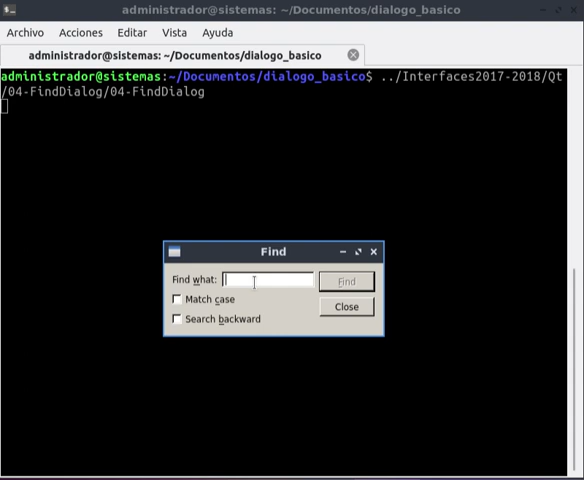 administrador@sistemas: ~/Documentos/dialogo_basico
Archivo Acciones Editar Vista Ayuda
administrador@sistemas: ~/Documentos/dialogo_basico
administrador@sistemas:~/Documentos/dialogo_basico$ ../Interfaces2017-2018/Qt
/04-FindDialog/04-FindDialog
Find
Find what: Find
Match case
Close
Search backward